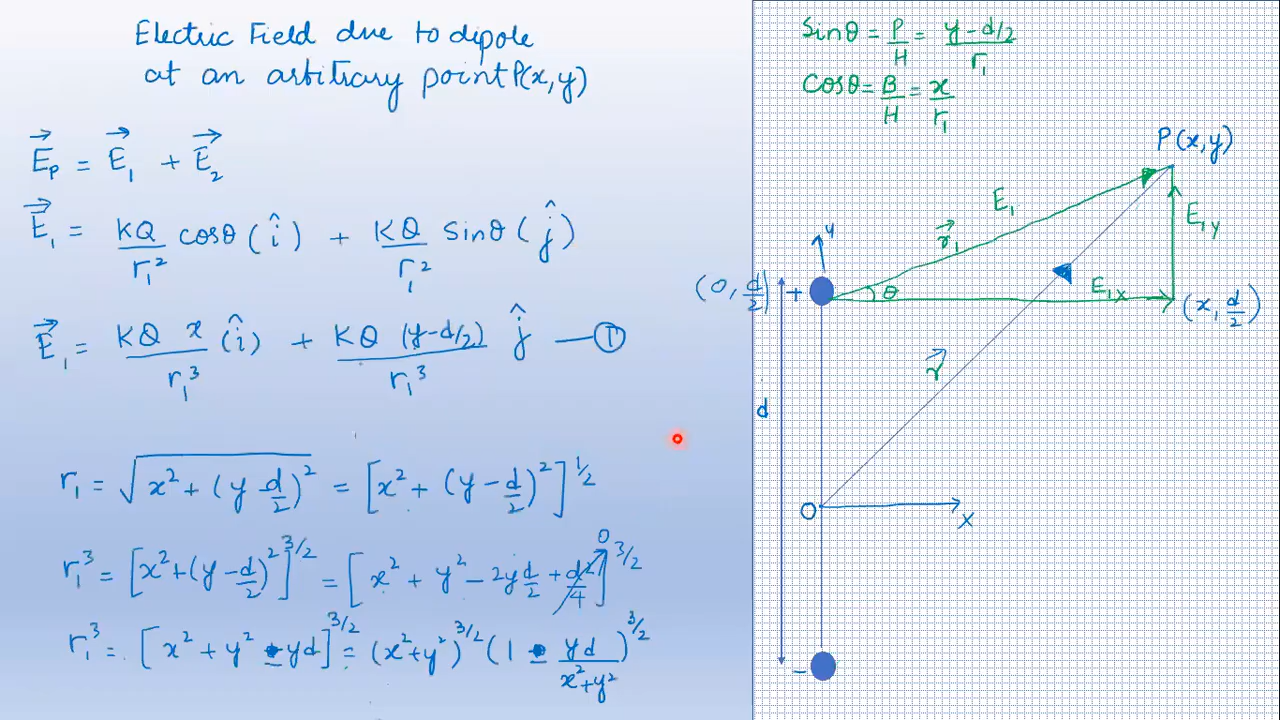 Electric Field due to dipole
at an arbitrary point P(x,y)
E⃗p = E⃗₁ + E⃗₂
E⃗₁ = KQ/r₁² cosθ (î) + KQ/r₁² sinθ (ĵ)
E⃗₁ = KQ x/r₁³ (î) + KQ (y-d/2)/r₁³ ĵ — ①
r₁ = √(x² + (y - d/2)²) = [x² + (y - d/2)²]^1/2
r₁³ = [x² + (y - d/2)²]^3/2 = [x² + y² - 2y d/2 + d²/4 ↗0]^3/2
r₁³ = [x² + y² - yd]^3/2 = (x² + y²)^3/2 (1 - yd/(x²+y²))^3/2
Sinθ = P/H = (y - d/2)/r₁
Cosθ = B/H = x/r₁
P(x,y)
E₁
r⃗₁
E₁y
y
(0, d/2) +
θ
E₁x
(x, d/2)
r⃗
d
O
x
-